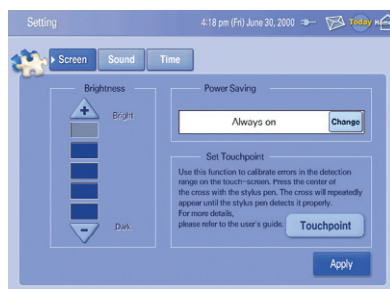 Setting
4:18 pm (Fri) June 30, 2000
Today
Screen
Sound
Time
Brightness
+
Bright
-
Dark
Power Saving
Always on
Change
Set Touchpoint
Use this function to calibrate errors in the detection
range on the touch-screen. Press the center of
the cross with the stylus pen. The cross will repeatedly
appear until the stylus pen detects it properly.
For more details,
please refer to the user's guide.
Touchpoint
Apply